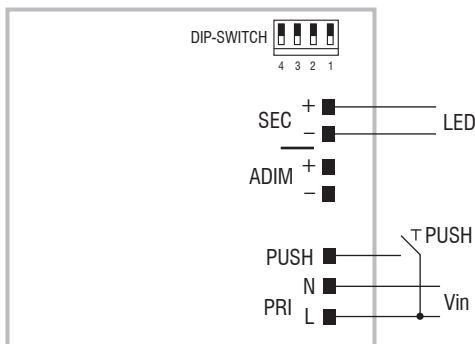 DIP-SWITCH
4 3 2 1
+
SEC
–
LED
+
ADIM
–
PUSH
PUSH
N
PRI
L
Vin